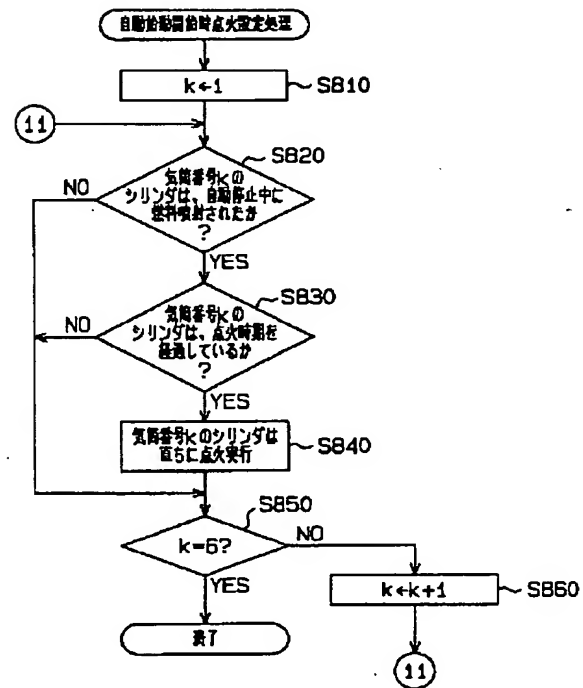 自動始動開始時点火設定処理
k←1
S810
11
S820
気筒番号kの
シリンダは、自動停止中に
燃料噴射されたか
?
NO
YES
S830
気筒番号kの
シリンダは、点火時期を
経過しているか
?
NO
YES
気筒番号kのシリンダは
直ちに点火実行
S840
S850
k=6?
NO
YES
k←k+1
S860
終了
11